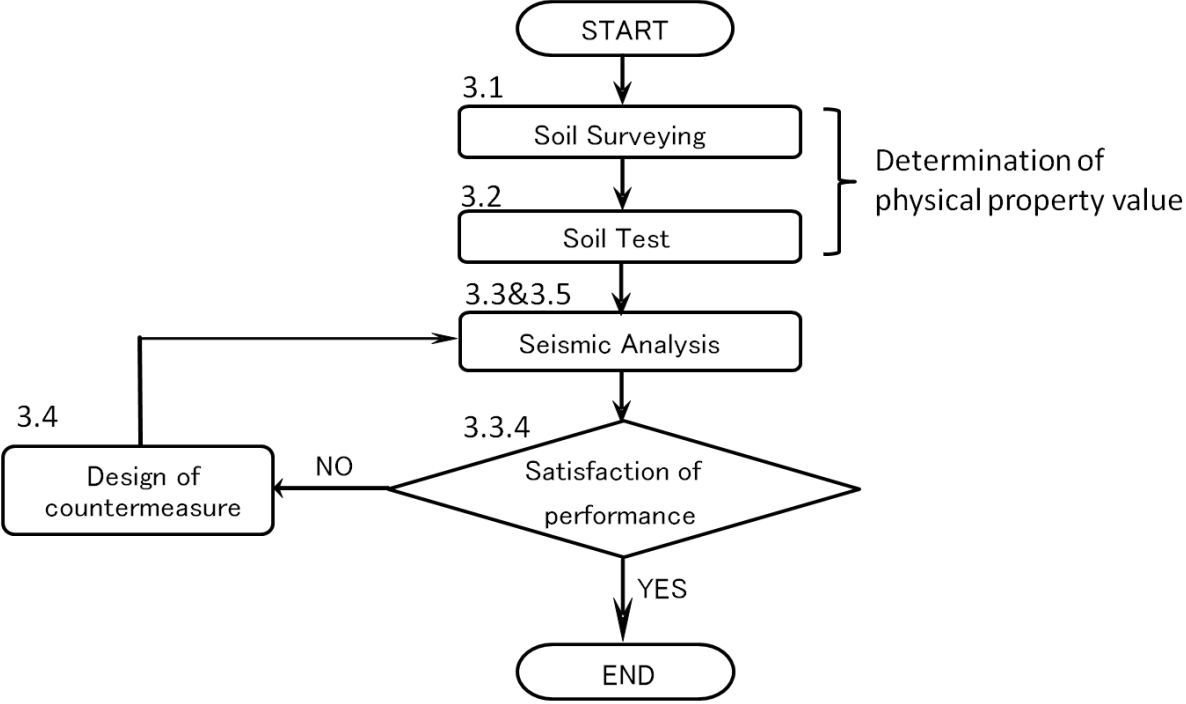 START
3.1
Soil Surveying
Determination of
physical property value
3.2
Soil Test
3.3&3.5
Seismic Analysis
3.3.4
Satisfaction of
performance
NO
3.4
Design of
countermeasure
YES
END